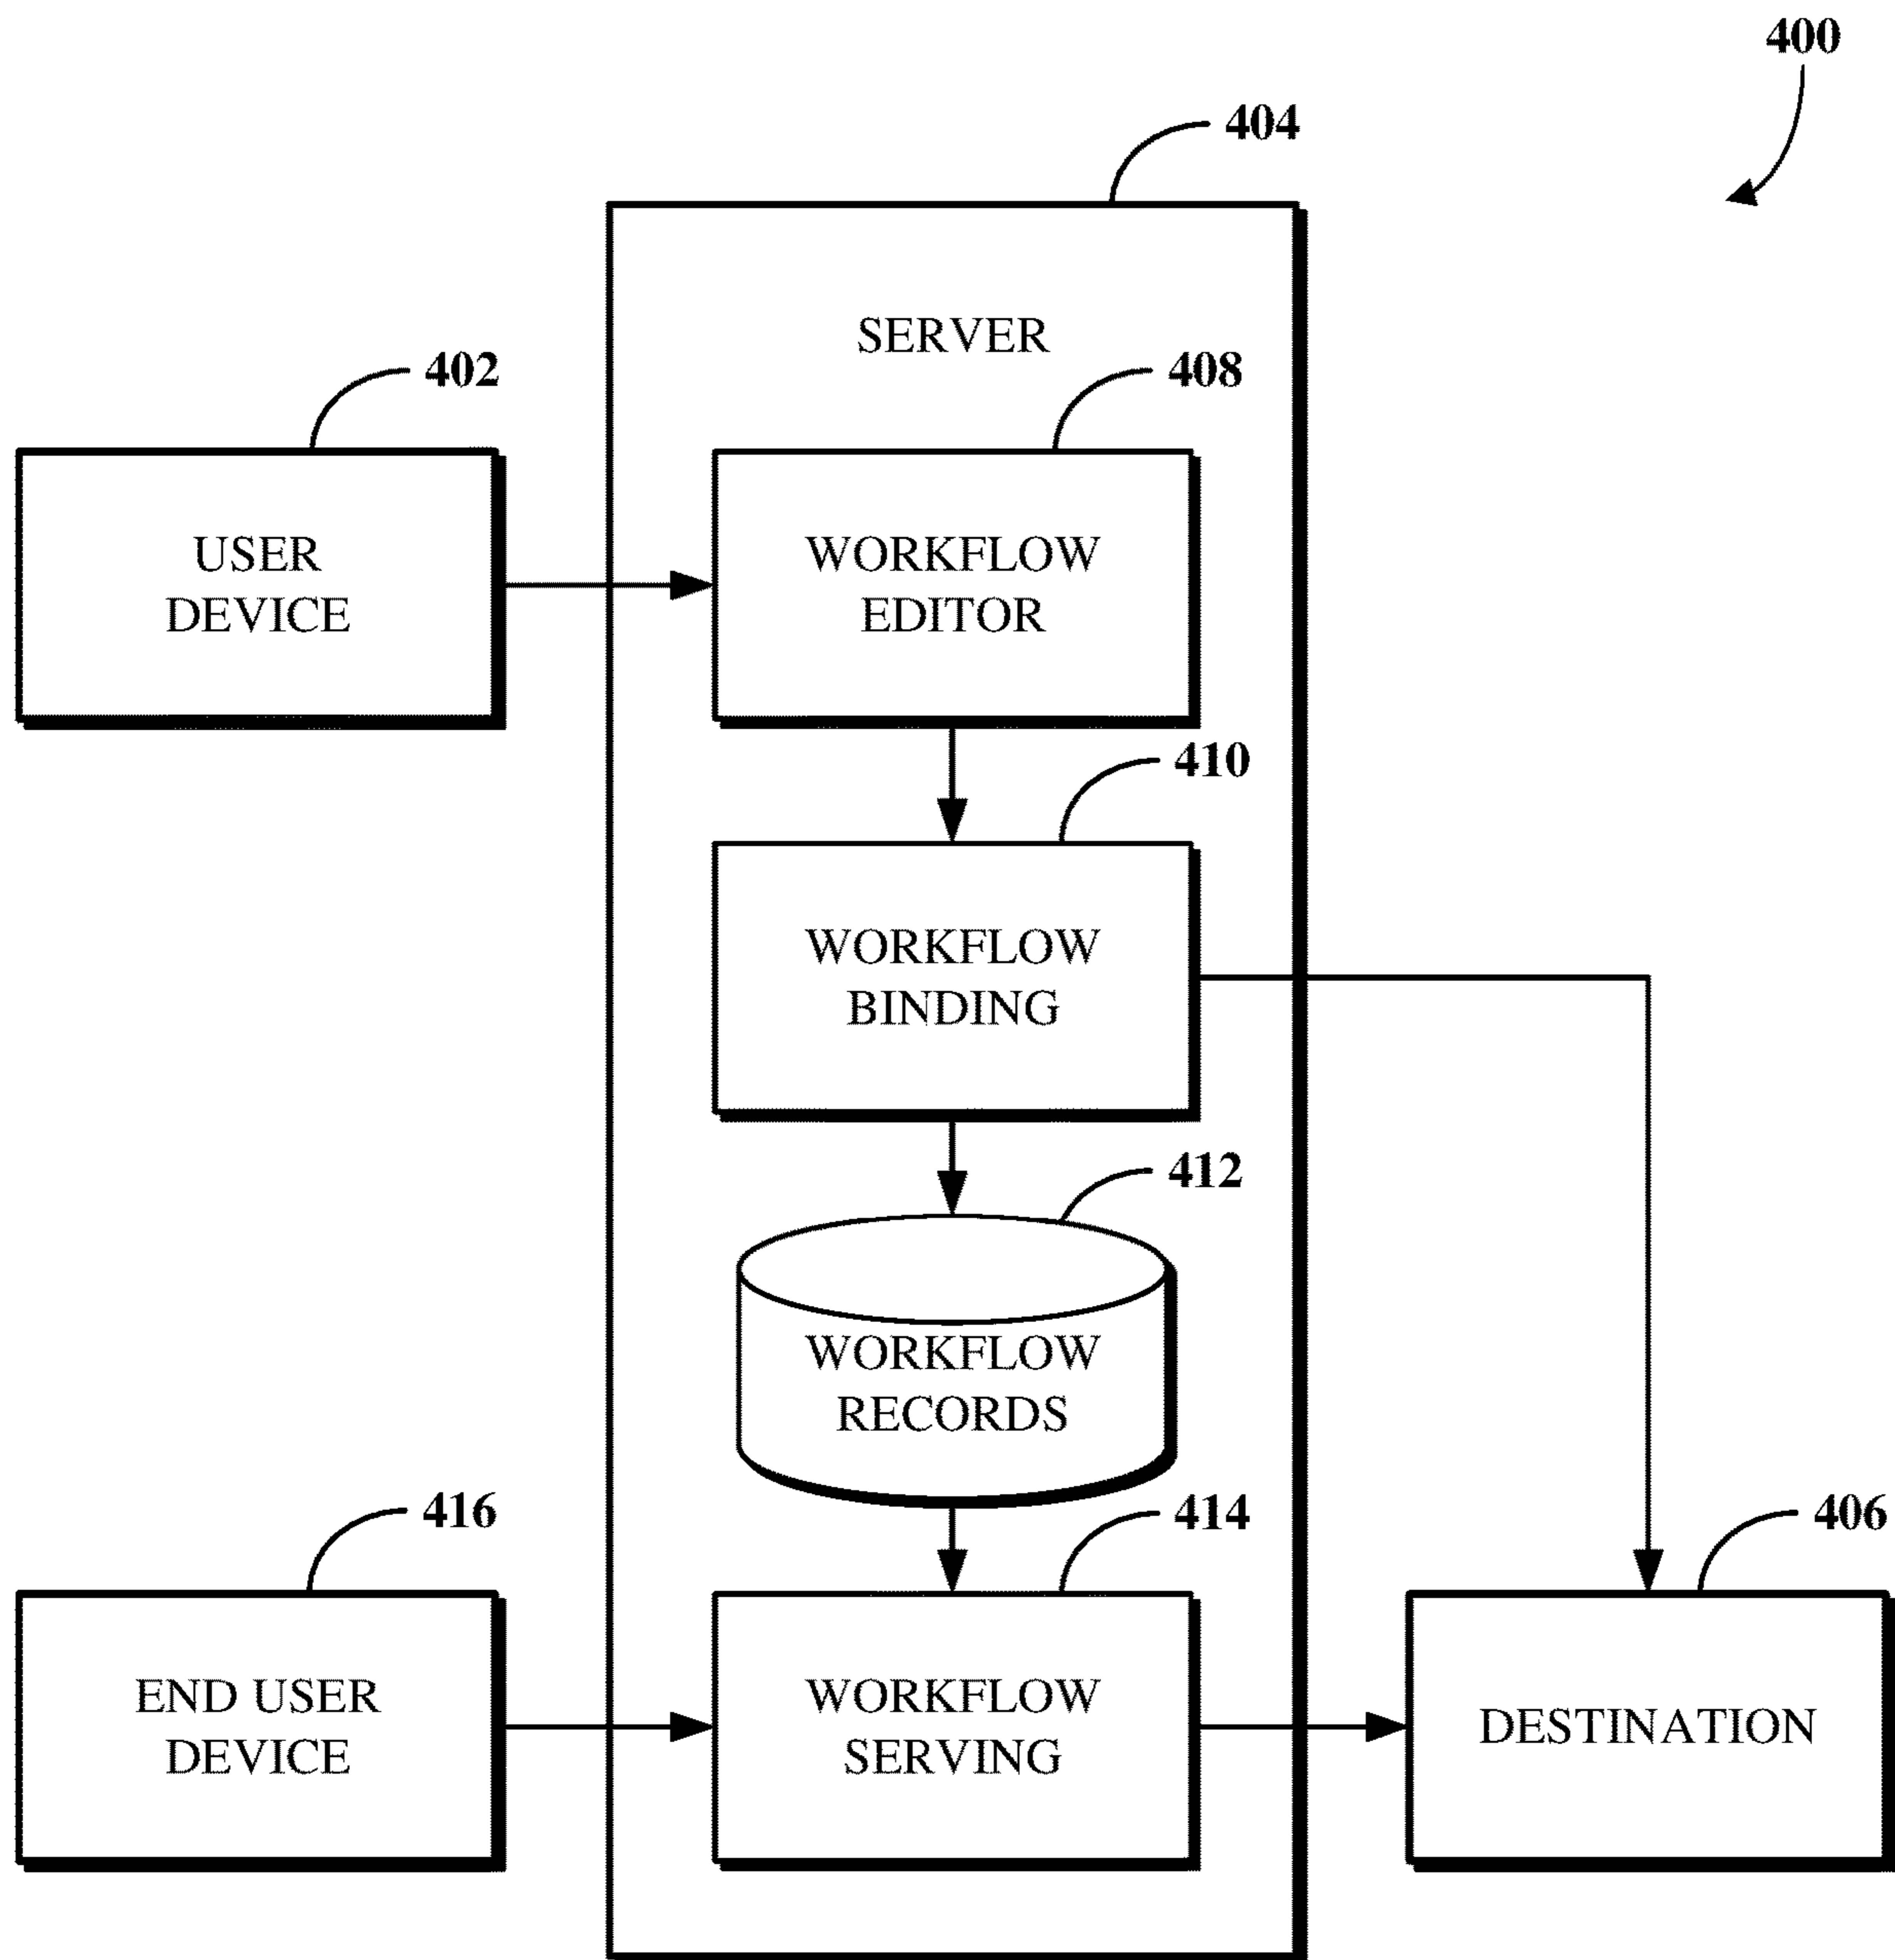 400
404
SERVER
402
408
USER
DEVICE
WORKFLOW
EDITOR
410
WORKFLOW
BINDING
412
WORKFLOW
RECORDS
416
414
406
END USER
DEVICE
WORKFLOW
SERVING
DESTINATION